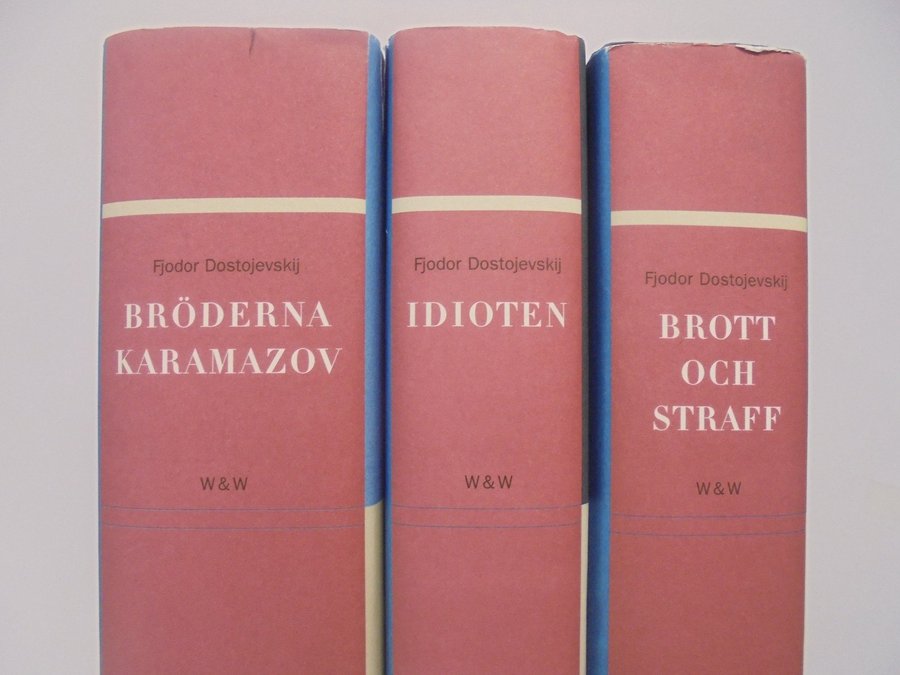 Fjodor Dostojevskij
BRÖDERNA
KARAMAZOV
W&W
Fjodor Dostojevskij
IDIOTEN
W&W
Fjodor Dostojevskij
BROTT
OCH
STRAFF
W&W